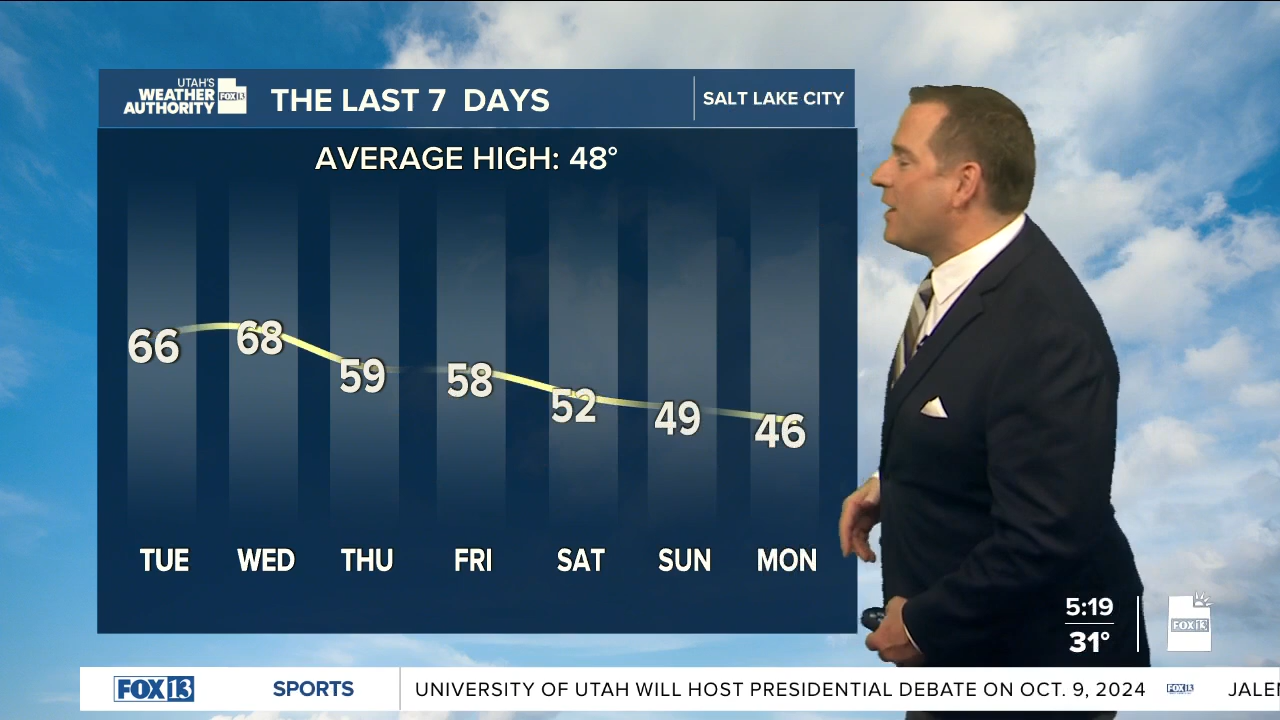 UTAH'S
WEATHER
AUTHORITY
FOX 13
THE LAST 7 DAYS
SALT LAKE CITY
AVERAGE HIGH: 48°
66
68
59
58
52
49
46
TUE
WED
THU
FRI
SAT
SUN
MON
5:19
31°
FOX 13
FOX 13
SPORTS
UNIVERSITY OF UTAH WILL HOST PRESIDENTIAL DEBATE ON OCT. 9, 2024
FOX 13
JALE